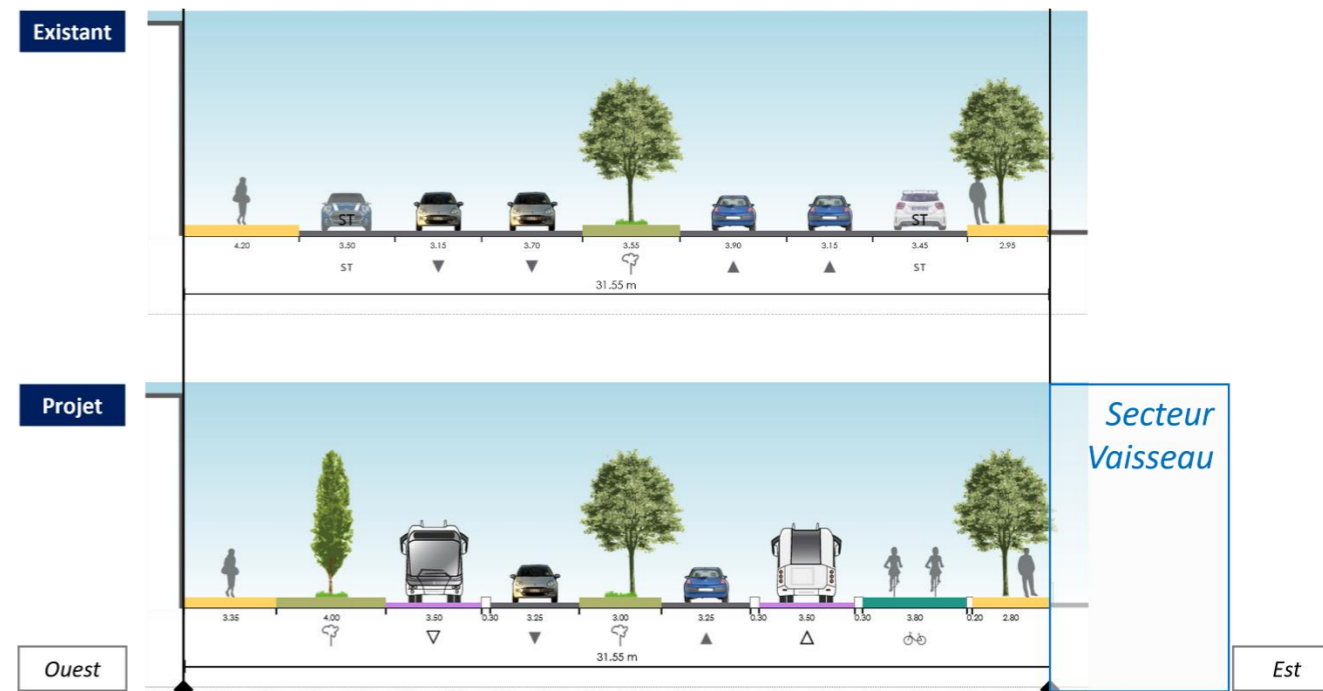 Existant
ST ST
4.20 3.50 3.15 3.70 3.55 3.90 3.15 3.45 2.95
ST ST
31.55 m
Projet
Secteur
Vaisseau
3.35 4.00 3.50 0.30 3.25 3.00 3.25 0.30 3.50 0.30 3.80 0.20 2.80
31.55 m
Ouest
Est